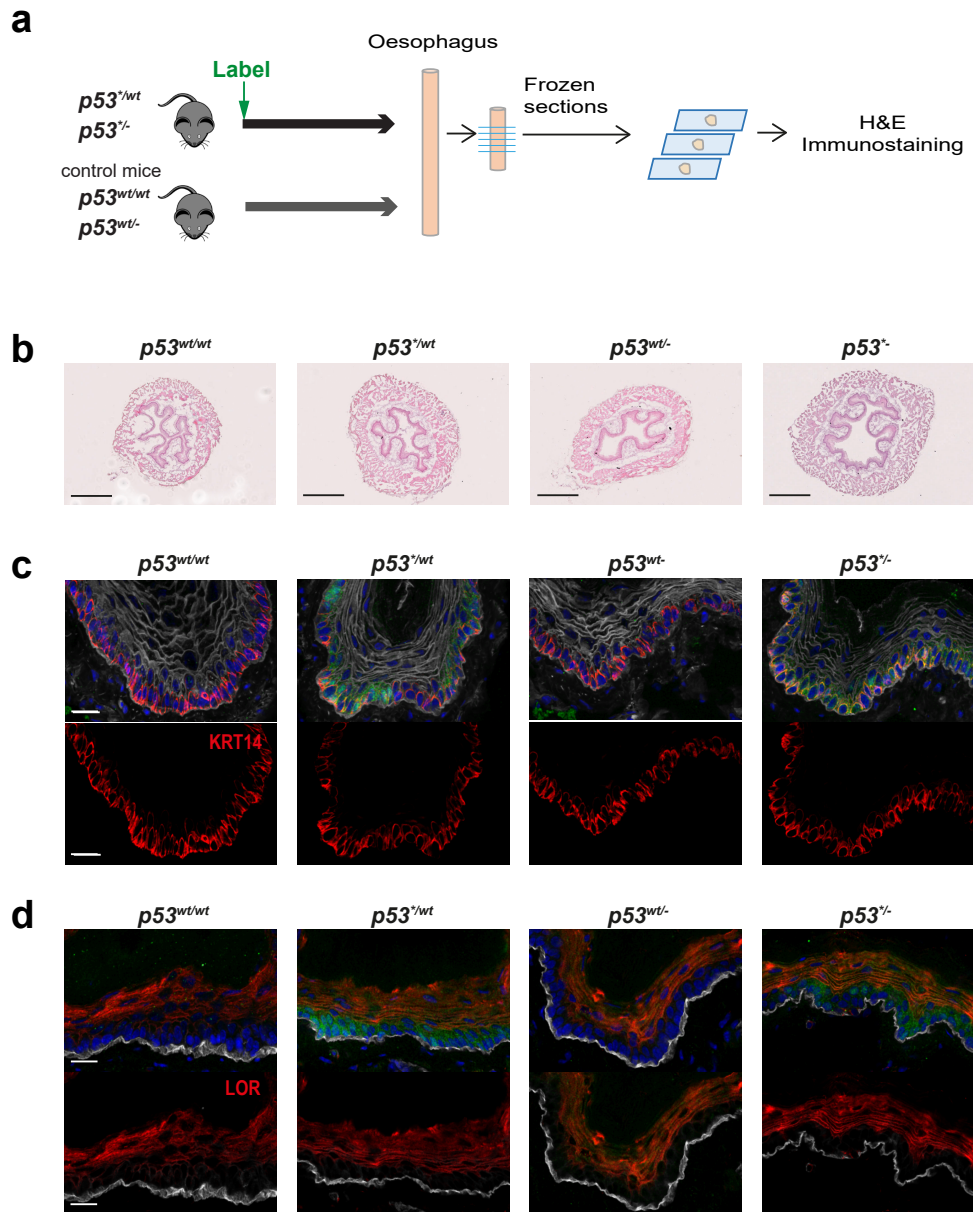 a
Oesophagus
Label
p53*/wt
p53*/-
control mice
p53wt/wt
p53wt/-
Frozen
sections
H&E
Immunostaining
b
p53wt/wt
p53*/wt
p53wt/-
p53*-
c
p53wt/wt
p53*/wt
p53wt-
p53*/-
KRT14
d
p53wt/wt
p53*/wt
p53wt/-
p53*/-
LOR